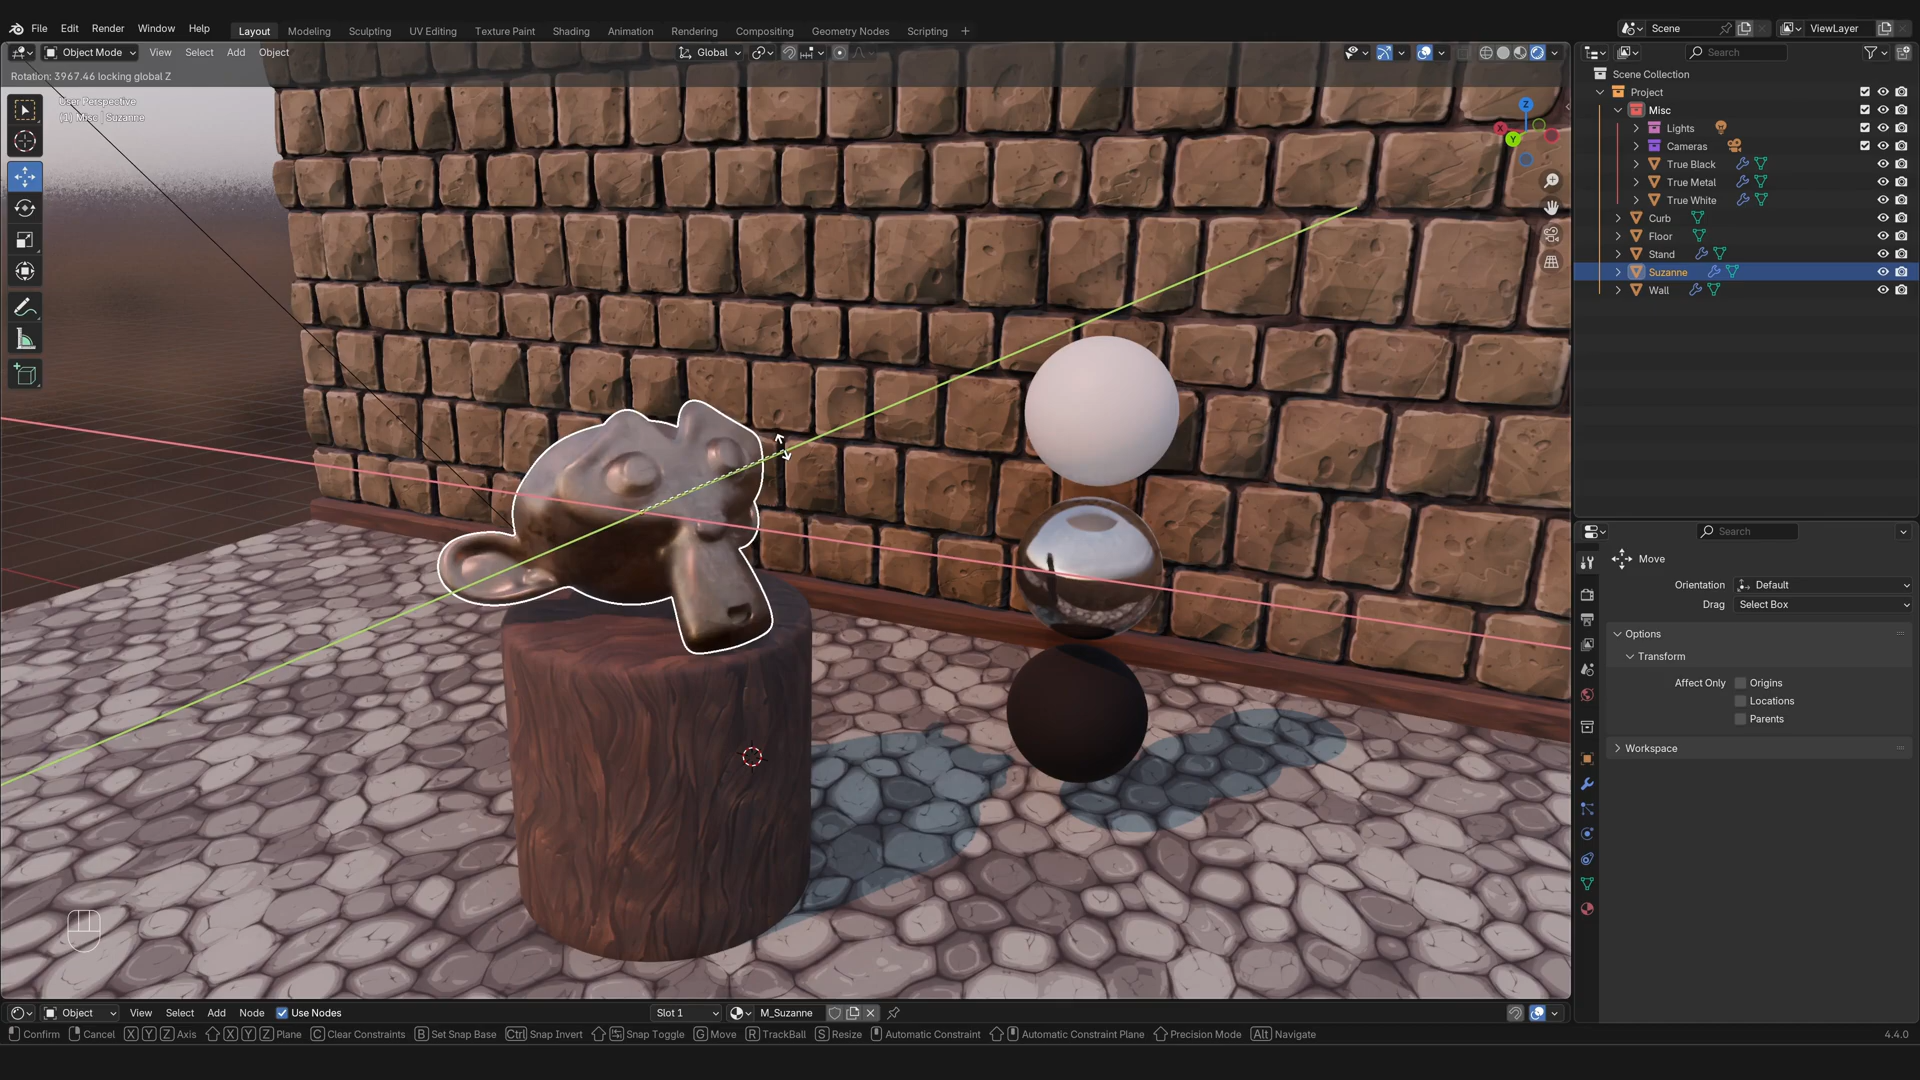 File Edit Render Window Help Layout Modeling Sculpting UV Editing Texture Paint Shading Animation Rendering Compositing Geometry Nodes Scripting + Scene ViewLayer
Object Mode View Select Add Object Global Search
Rotation: 3967.46 locking global Z
User Perspective
(1) Misc | Suzanne
Z
X
Y
Scene Collection
Project
Misc
Lights
Cameras
True Black
True Metal
True White
Curb
Floor
Stand
Suzanne
Wall
Search
Move
Orientation Default
Drag Select Box
Options
Transform
Affect Only Origins
Locations
Parents
Workspace
Object View Select Add Node Use Nodes Slot 1 M_Suzanne
Confirm Cancel X Y Z Axis X Y Z Plane C Clear Constraints B Set Snap Base Ctrl Snap Invert Snap Toggle G Move R TrackBall S Resize Automatic Constraint Automatic Constraint Plane Precision Mode Alt Navigate 4.4.0